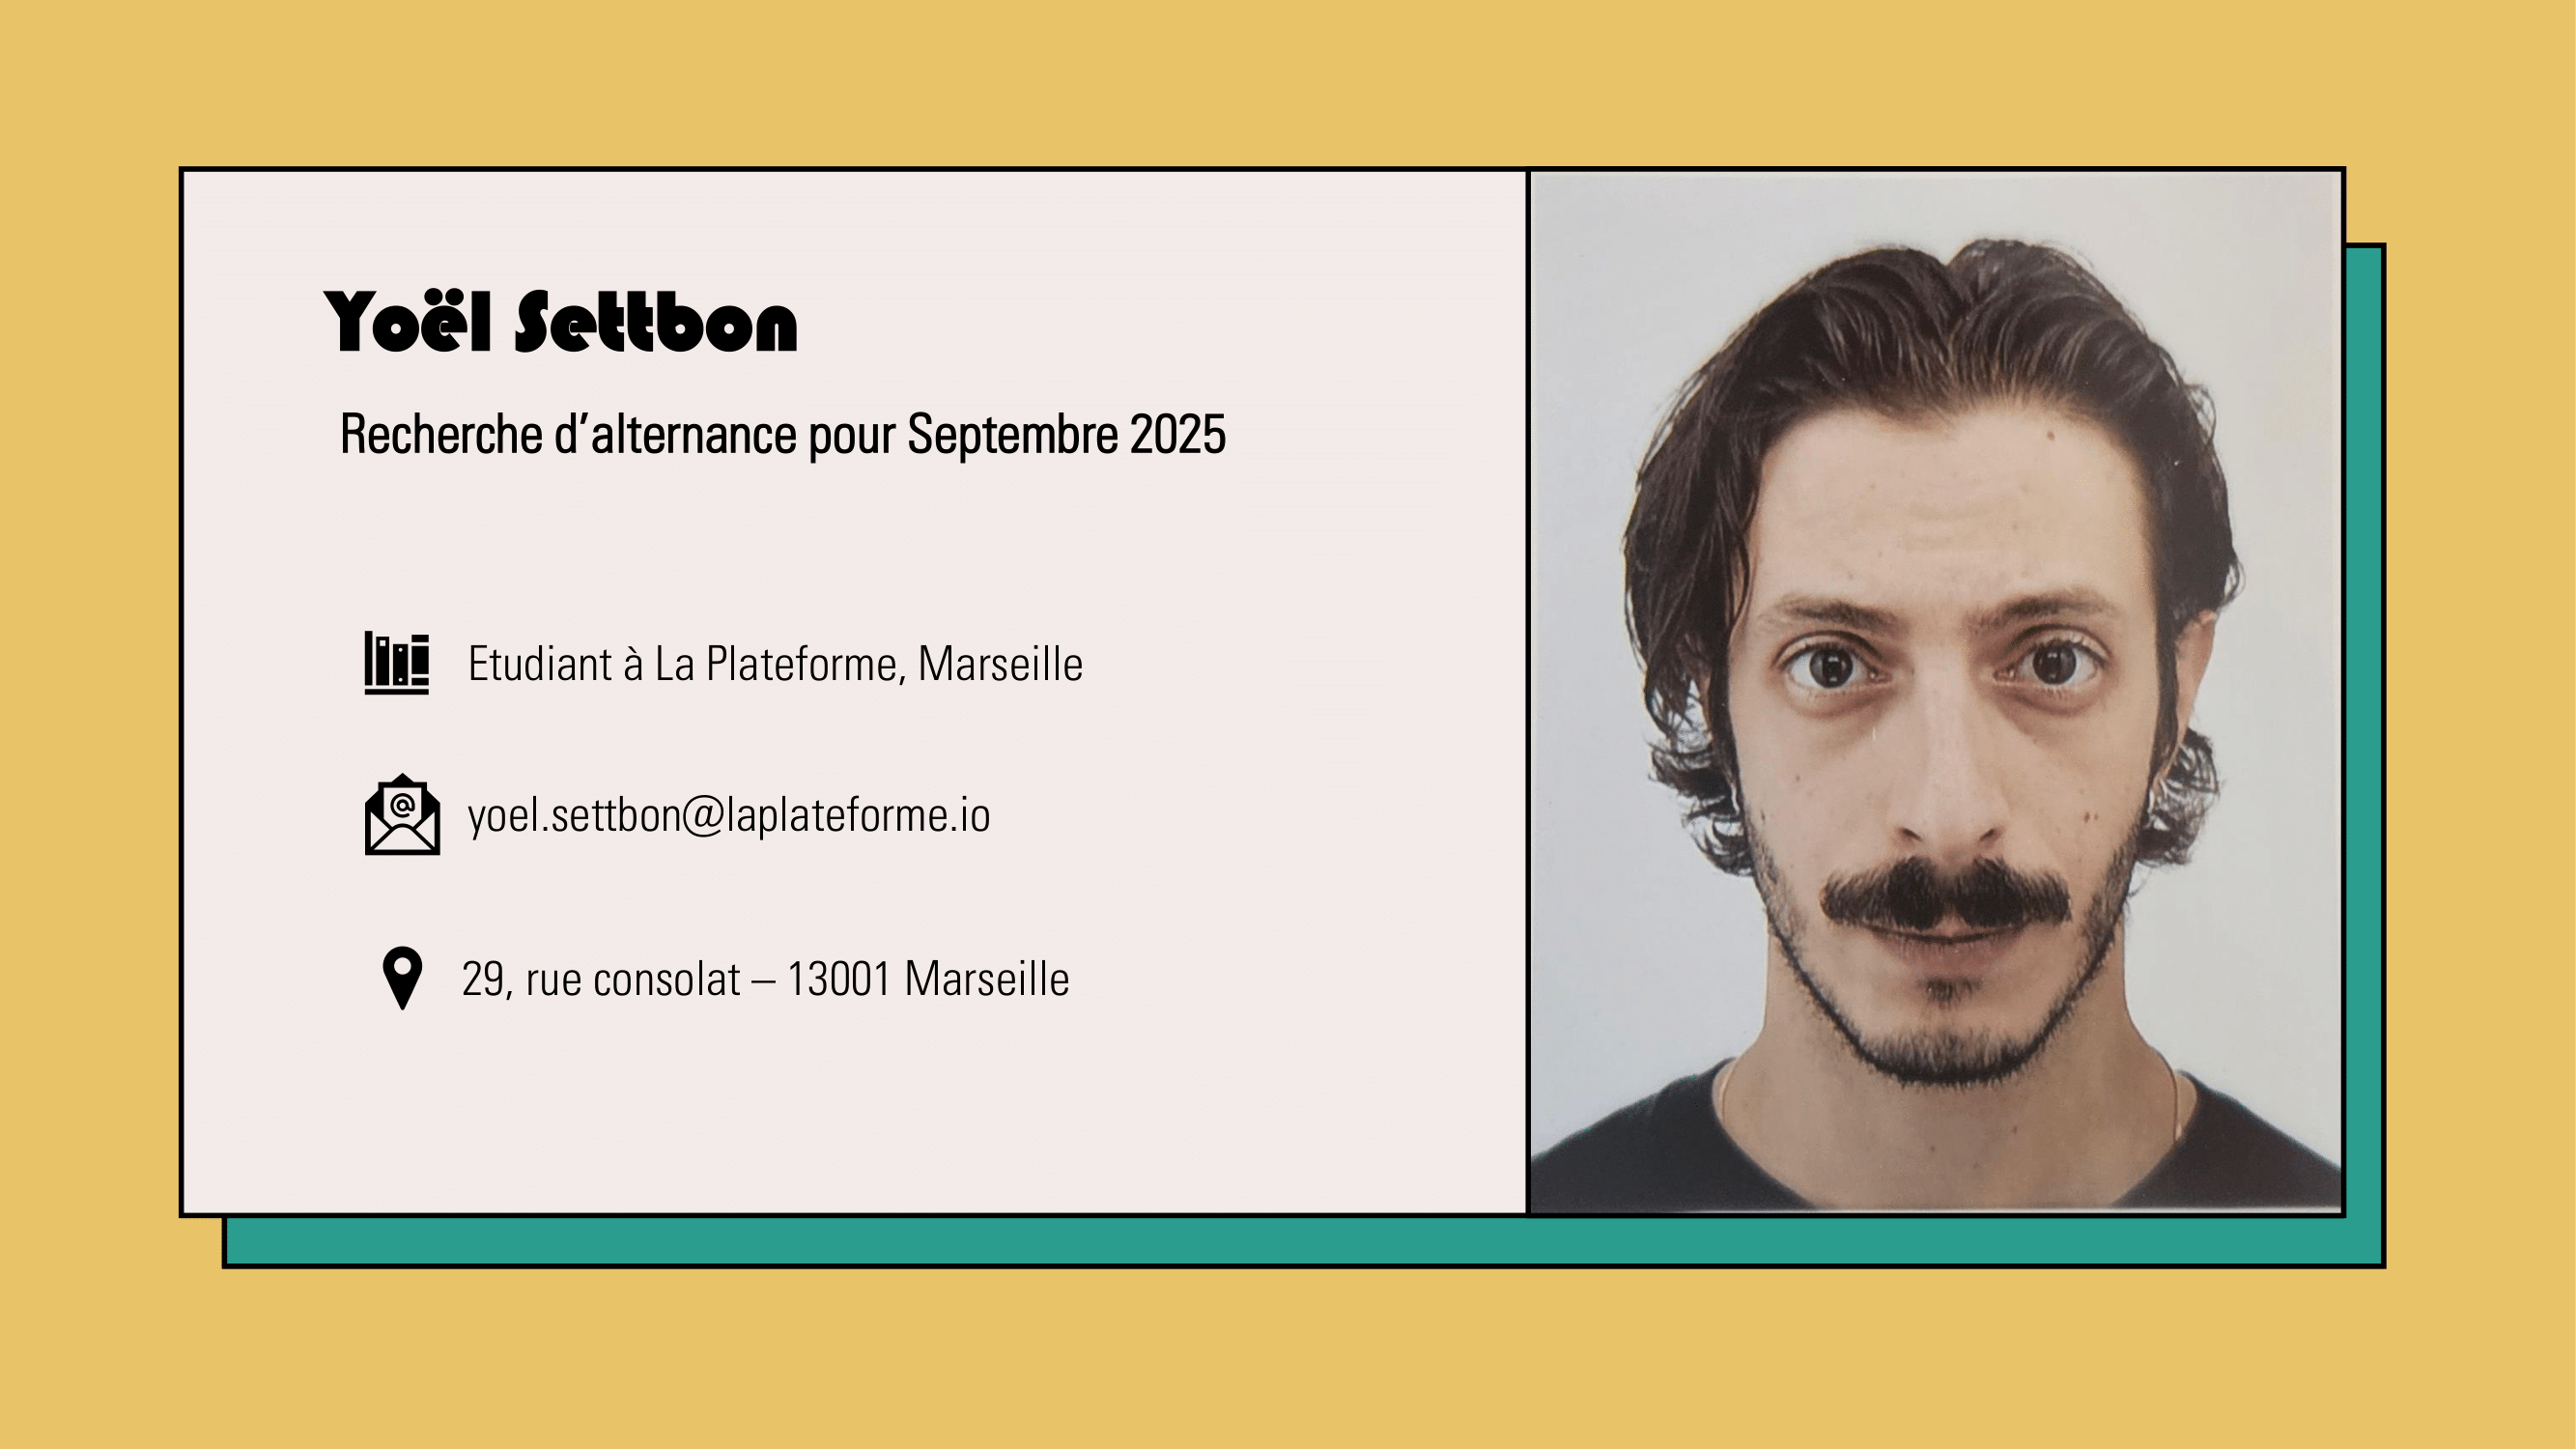 Yoël Settbon
Recherche d’alternance pour Septembre 2025
Etudiant à La Plateforme, Marseille
@
yoel.settbon@laplateforme.io
29, rue consolat – 13001 Marseille